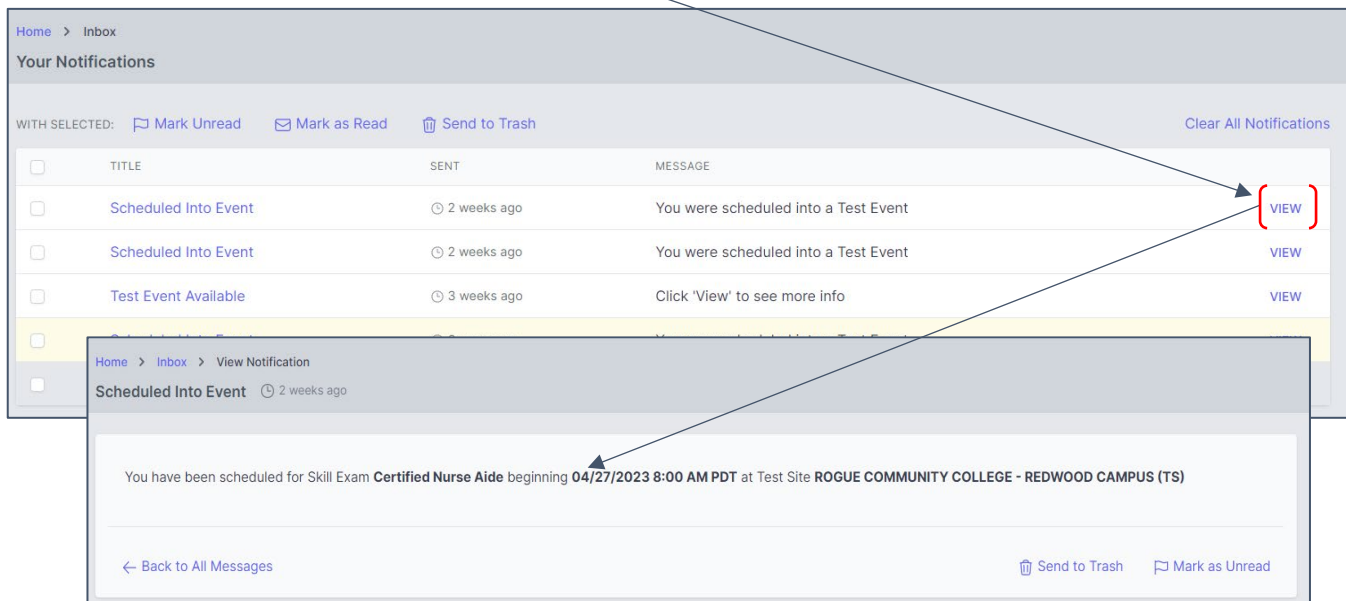 Home > Inbox
Your Notifications
WITH SELECTED: Mark Unread Mark as Read Send to Trash Clear All Notifications
TITLE SENT MESSAGE
Scheduled Into Event 2 weeks ago You were scheduled into a Test Event VIEW
Scheduled Into Event 2 weeks ago You were scheduled into a Test Event VIEW
Test Event Available 3 weeks ago Click 'View' to see more info VIEW
Home > Inbox > View Notification
Scheduled Into Event 2 weeks ago
You have been scheduled for Skill Exam Certified Nurse Aide beginning 04/27/2023 8:00 AM PDT at Test Site ROGUE COMMUNITY COLLEGE - REDWOOD CAMPUS (TS)
← Back to All Messages Send to Trash Mark as Unread